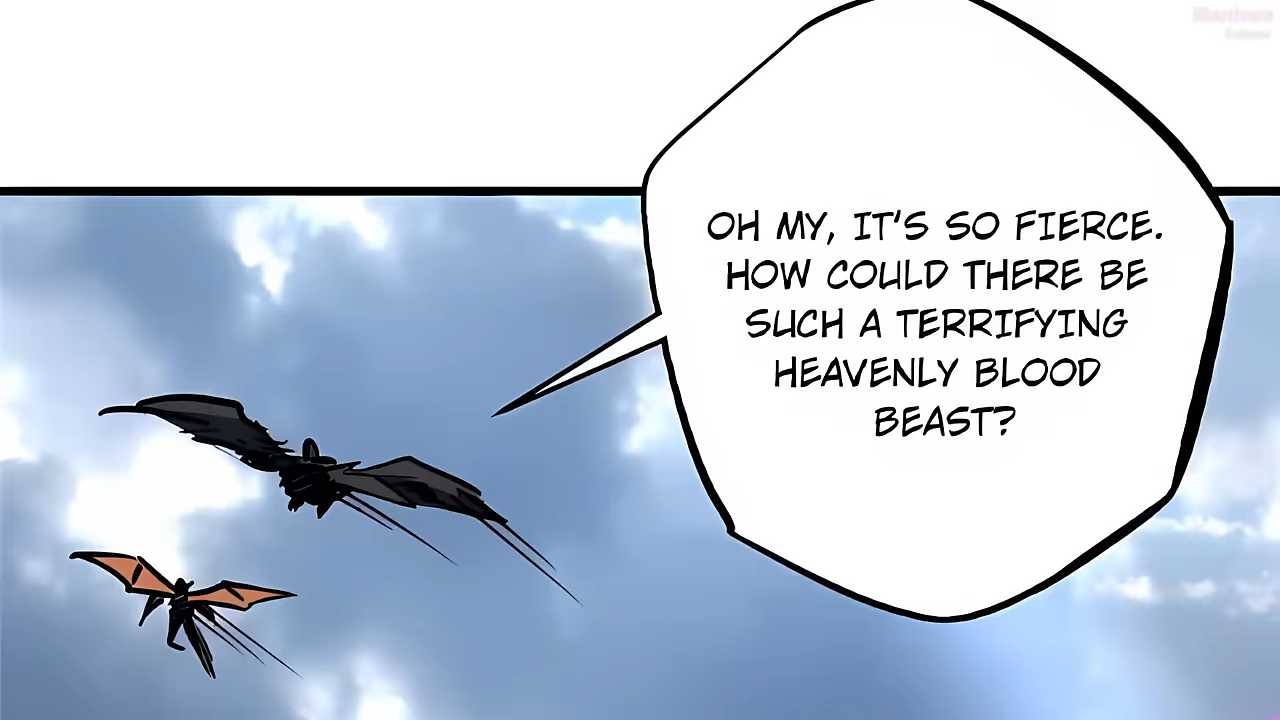 OH MY, IT'S SO FIERCE.
HOW COULD THERE BE
SUCH A TERRIFYING
HEAVENLY BLOOD
BEAST?